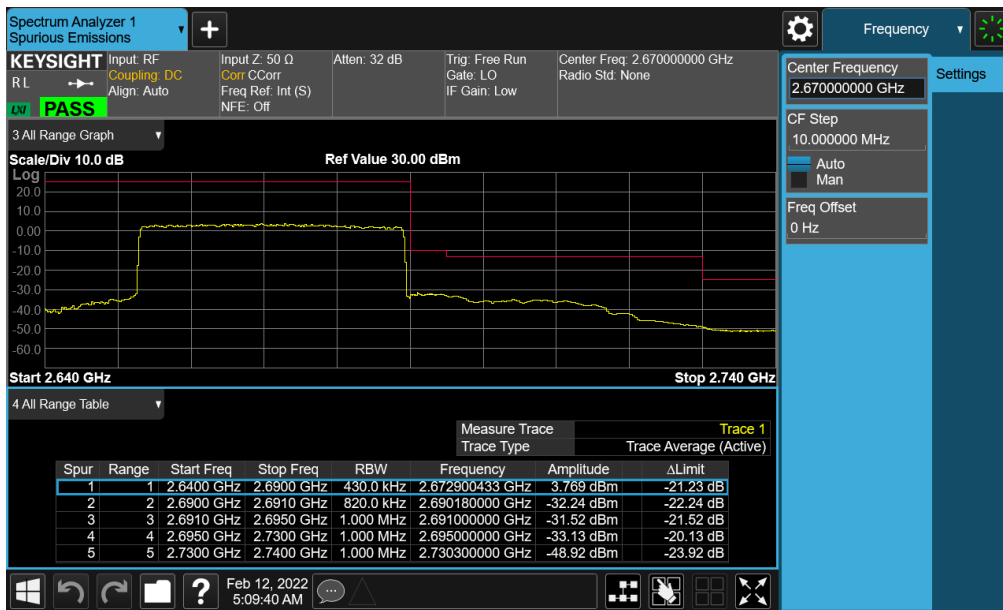 Spectrum Analyzer 1
Spurious Emissions
Frequency
KEYSIGHT
R L
LXI PASS
Input: RF
Coupling: DC
Align: Auto
Input Z: 50 Ω
Corr CCorr
Freq Ref: Int (S)
NFE: Off
Atten: 32 dB
Trig: Free Run
Gate: LO
IF Gain: Low
Center Freq: 2.670000000 GHz
Radio Std: None
Center Frequency
2.670000000 GHz
Settings
CF Step
10.000000 MHz
Auto
Man
Freq Offset
0 Hz
3 All Range Graph
Scale/Div 10.0 dB Ref Value 30.00 dBm
Log
20.0
10.0
0.00
-10.0
-20.0
-30.0
-40.0
-50.0
-60.0
Start 2.640 GHz Stop 2.740 GHz
4 All Range Table
Measure Trace Trace 1
Trace Type Trace Average (Active)
Spur Range Start Freq Stop Freq RBW Frequency Amplitude ΔLimit
1 1 2.6400 GHz 2.6900 GHz 430.0 kHz 2.672900433 GHz 3.769 dBm -21.23 dB
2 2 2.6900 GHz 2.6910 GHz 820.0 kHz 2.690180000 GHz -32.24 dBm -22.24 dB
3 3 2.6910 GHz 2.6950 GHz 1.000 MHz 2.691000000 GHz -31.52 dBm -21.52 dB
4 4 2.6950 GHz 2.7300 GHz 1.000 MHz 2.695000000 GHz -33.13 dBm -20.13 dB
5 5 2.7300 GHz 2.7400 GHz 1.000 MHz 2.730300000 GHz -48.92 dBm -23.92 dB
?
Feb 12, 2022
5:09:40 AM